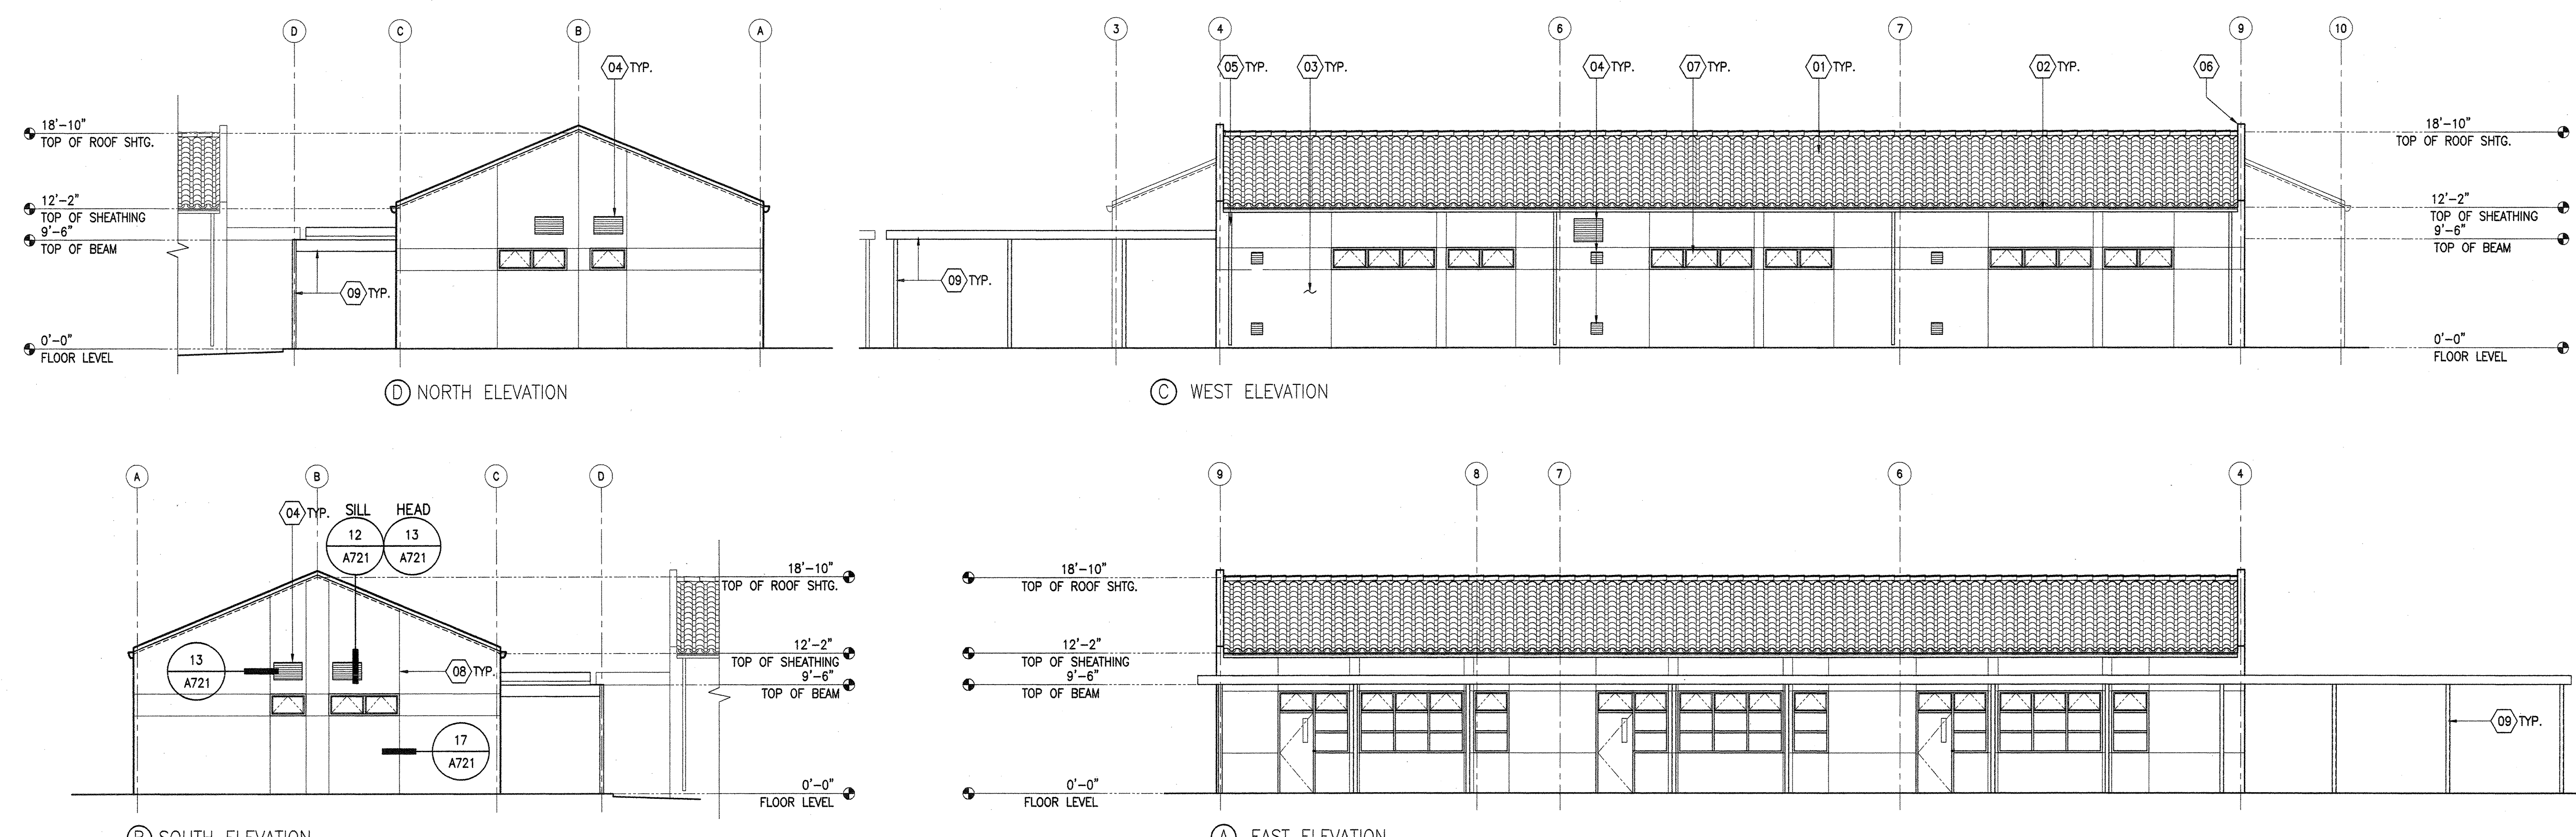 D
C
B
A
04 TYP.
18'-10"
TOP OF ROOF SHTG.
12'-2"
TOP OF SHEATHING
9'-6"
TOP OF BEAM
09 TYP.
0'-0"
FLOOR LEVEL
D NORTH ELEVATION
3
4
6
7
9
10
05 TYP.
03 TYP.
04 TYP.
07 TYP.
01 TYP.
02 TYP.
06
18'-10"
TOP OF ROOF SHTG.
12'-2"
TOP OF SHEATHING
9'-6"
TOP OF BEAM
09 TYP.
0'-0"
FLOOR LEVEL
C WEST ELEVATION
A
B
C
D
04 TYP.
SILL
HEAD
12
A721
13
A721
18'-10"
TOP OF ROOF SHTG.
13
A721
08 TYP.
12'-2"
TOP OF SHEATHING
9'-6"
TOP OF BEAM
17
A721
0'-0"
FLOOR LEVEL
B SOUTH ELEVATION
9
8
7
6
4
18'-10"
TOP OF ROOF SHTG.
12'-2"
TOP OF SHEATHING
9'-6"
TOP OF BEAM
09 TYP.
0'-0"
FLOOR LEVEL
A EAST ELEVATION